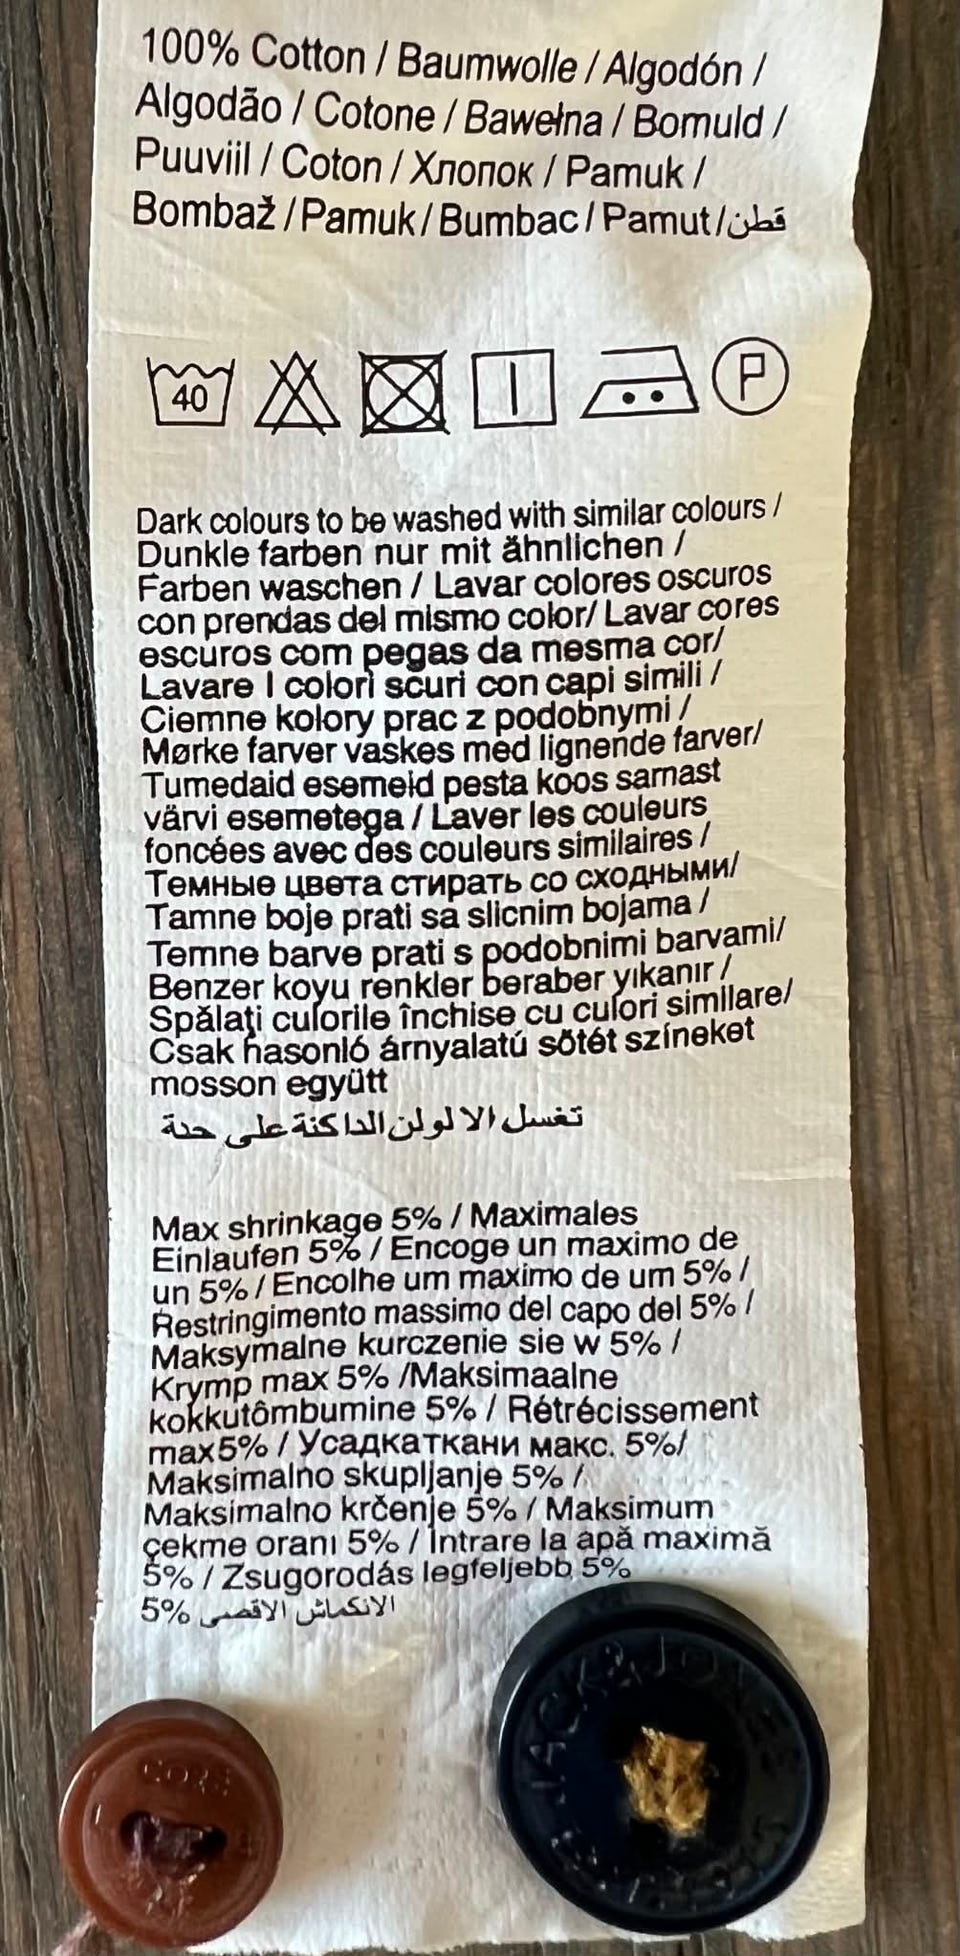 100% Cotton / Baumwolle / Algodón /
Algodão / Cotone / Bawełna / Bomuld /
Puuviil / Coton / Хлопок / Pamuk /
Bombaž / Pamuk / Bumbac / Pamut / قطن
40 P
Dark colours to be washed with similar colours /
Dunkle farben nur mit ähnlichen /
Farben waschen / Lavar colores oscuros
con prendas del mismo color/ Lavar cores
escuros com pegas da mesma cor/
Lavare I colori scuri con capi simili /
Ciemne kolory prac z podobnymi /
Mørke farver vaskes med lignende farver/
Tumedaid esemeid pesta koos samast
värvi esemetega / Laver les couleurs
foncées avec des couleurs similaires /
Темные цвета стирать со сходными/
Tamne boje prati sa slicnim bojama /
Temne barve prati s podobnimi barvami/
Benzer koyu renkler beraber yıkanır /
Spălați culorile închise cu culori similare/
Csak hasonló árnyalatú sötét színeket
mosson együtt
تغسل الا لولن الداكنة على حدة
Max shrinkage 5% / Maximales
Einlaufen 5% / Encoge un maximo de
un 5% / Encolhe um maximo de um 5% /
Restringimento massimo del capo del 5% /
Maksymalne kurczenie sie w 5% /
Krymp max 5% /Maksimaalne
kokkutômbumine 5% / Rétrécissement
max5% / Усадкаткани макс. 5%/
Maksimalno skupljanje 5% /
Maksimalno krčenje 5% / Maksimum
çekme oranı 5% / Intrare la apă maximă
5% / Zsugorodás legfeljebb 5%
الانكماش الاقصى 5%
JACK&JONES
CORE